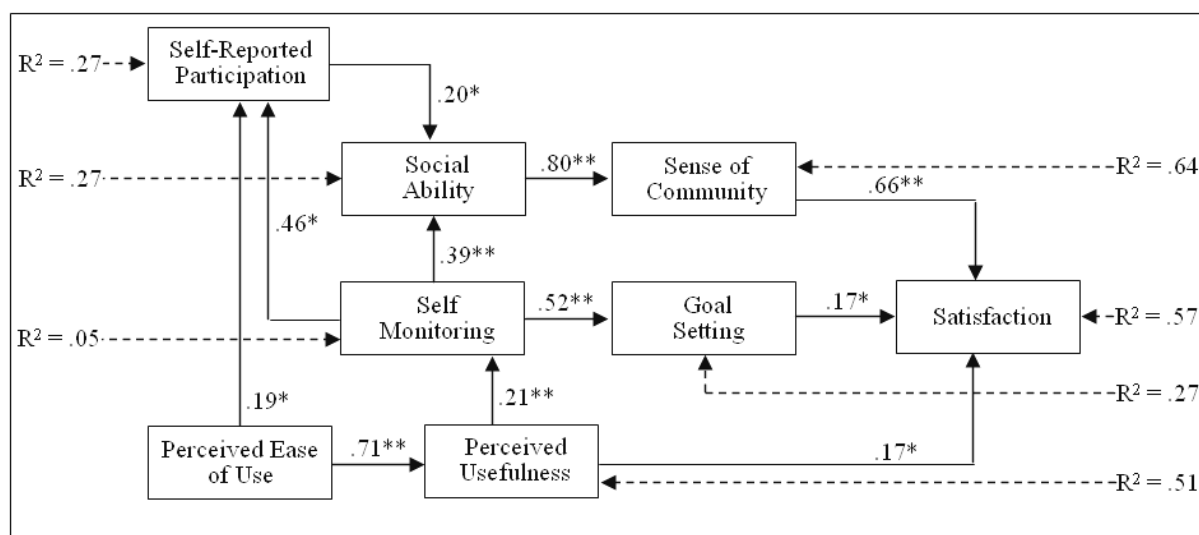 Self-Reported
Participation
R² = .27
.20*
Social
Ability
R² = .27
.80**
Sense of
Community
R² = .64
.66**
.46*
.39**
Self
Monitoring
R² = .05
.52**
Goal
Setting
.17*
Satisfaction
R² = .57
R² = .27
.19*
.21**
Perceived Ease
of Use
.71**
Perceived
Usefulness
.17*
R² = .51